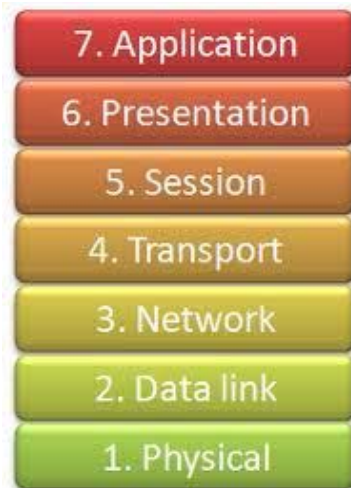 7. Application
6. Presentation
5. Session
4. Transport
3. Network
2. Data link
1. Physical